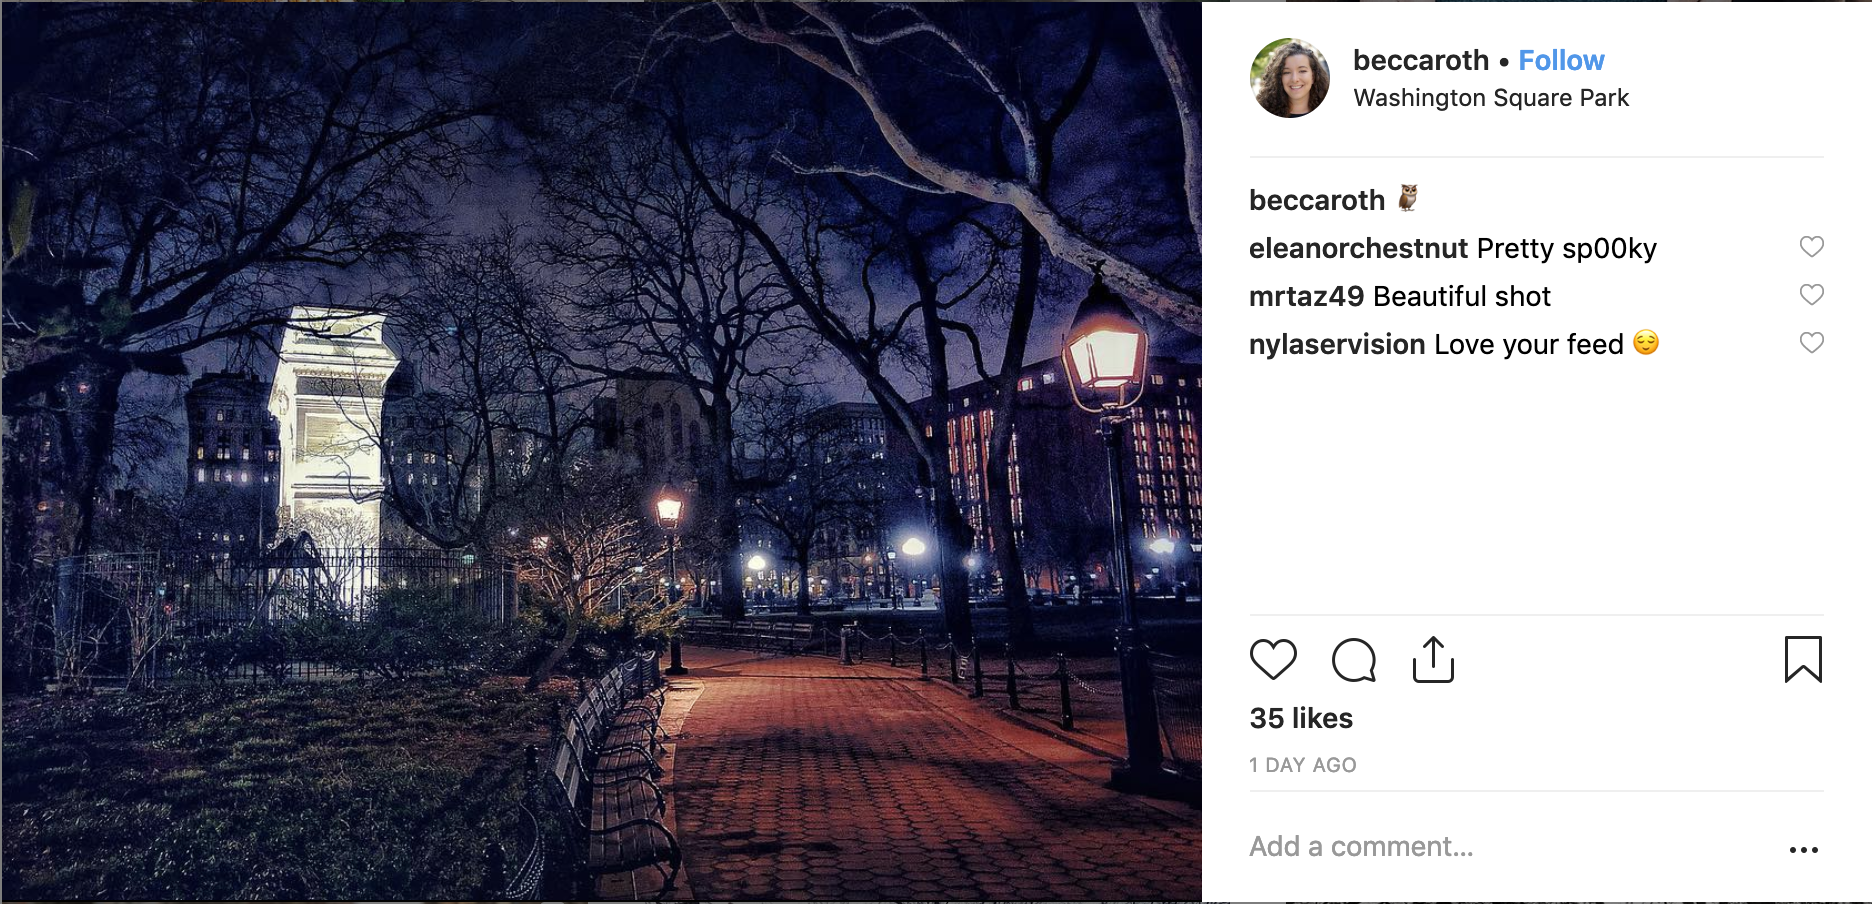 beccaroth • Follow
Washington Square Park
beccaroth 🦉
eleanorchestnut Pretty sp00ky
mrtaz49 Beautiful shot
nylaservision Love your feed 😌
35 likes
1 DAY AGO
Add a comment...